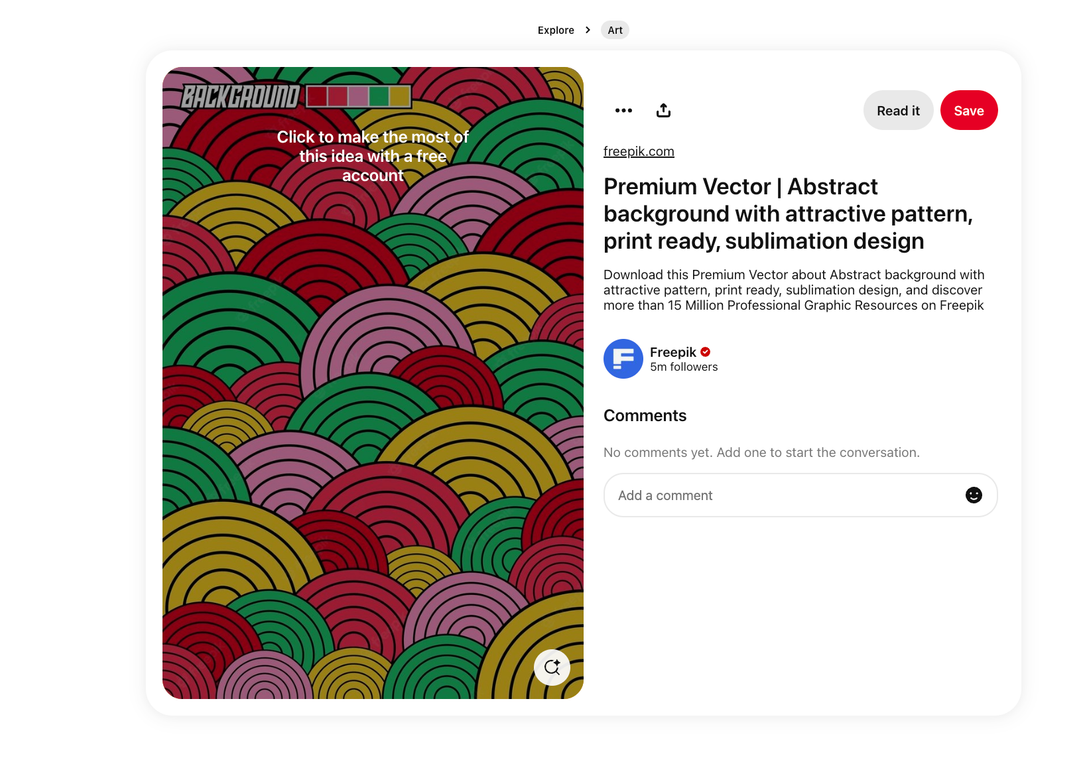 Explore
Art
BACKGROUND
Click to make the most of
this idea with a free
account
Read it
Save
freepik.com
Premium Vector | Abstract
background with attractive pattern,
print ready, sublimation design
Download this Premium Vector about Abstract background with
attractive pattern, print ready, sublimation design, and discover
more than 15 Million Professional Graphic Resources on Freepik
Freepik
5m followers
Comments
No comments yet. Add one to start the conversation.
Add a comment